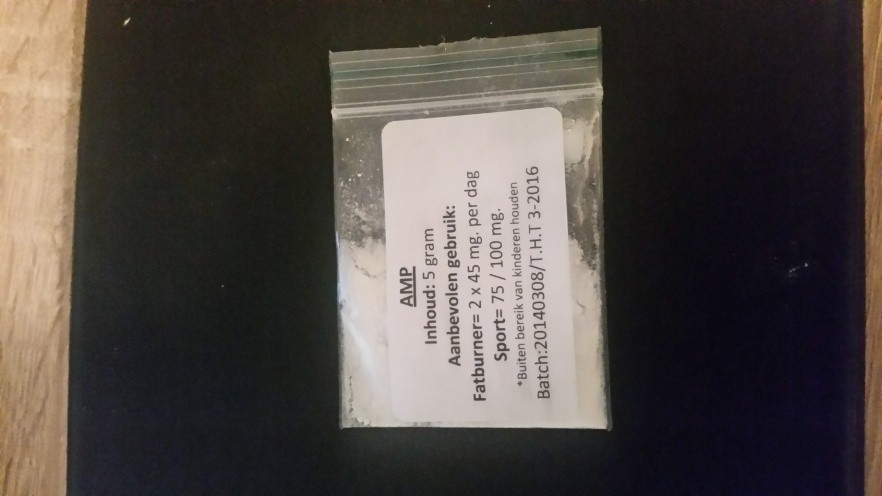 AMP
Inhoud: 5 gram
Aanbevolen gebruik:
Fatburner= 2 x 45 mg. per dag
Sport= 75 / 100 mg.
*Buiten bereik van kinderen houden
Batch:20140308/T.H.T 3-2016